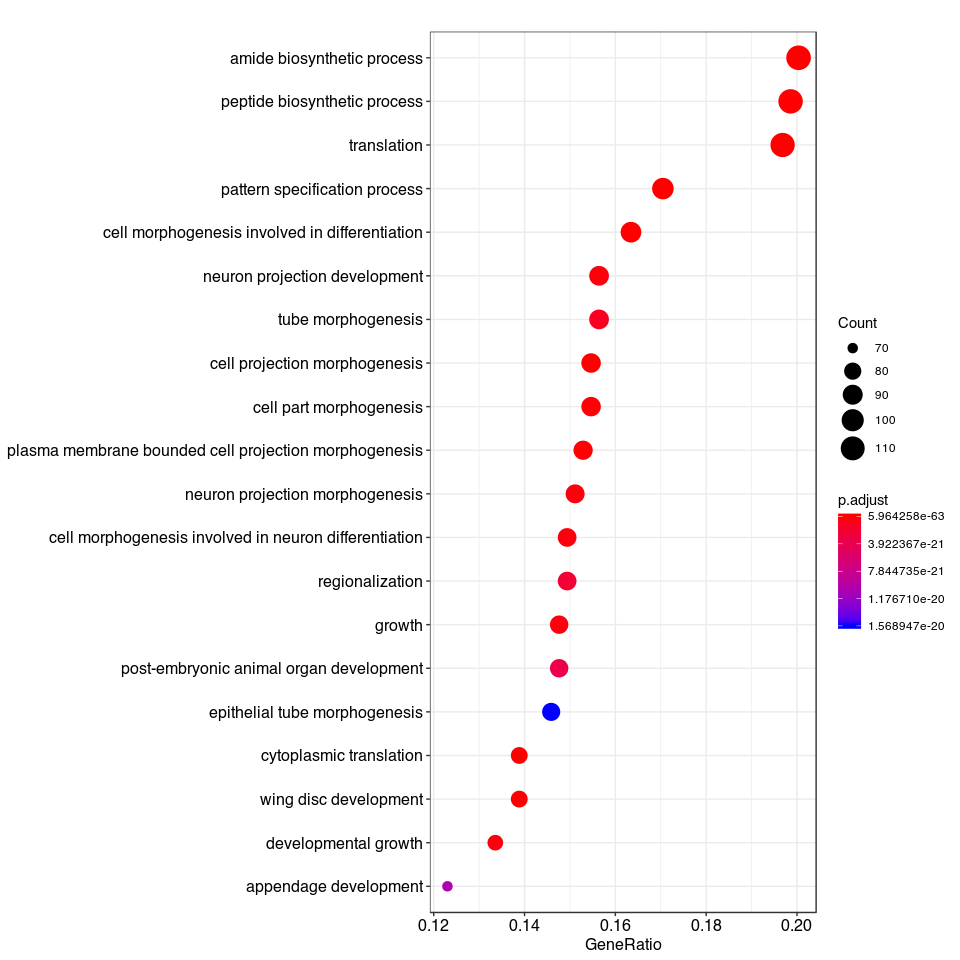 amide biosynthetic process
peptide biosynthetic process
translation
pattern specification process
cell morphogenesis involved in differentiation
neuron projection development
tube morphogenesis
cell projection morphogenesis
cell part morphogenesis
plasma membrane bounded cell projection morphogenesis
neuron projection morphogenesis
cell morphogenesis involved in neuron differentiation
regionalization
growth
post-embryonic animal organ development
epithelial tube morphogenesis
cytoplasmic translation
wing disc development
developmental growth
appendage development
0.12 0.14 0.16 0.18 0.20
GeneRatio
Count
70
80
90
100
110
p.adjust
5.964258e-63
3.922367e-21
7.844735e-21
1.176710e-20
1.568947e-20